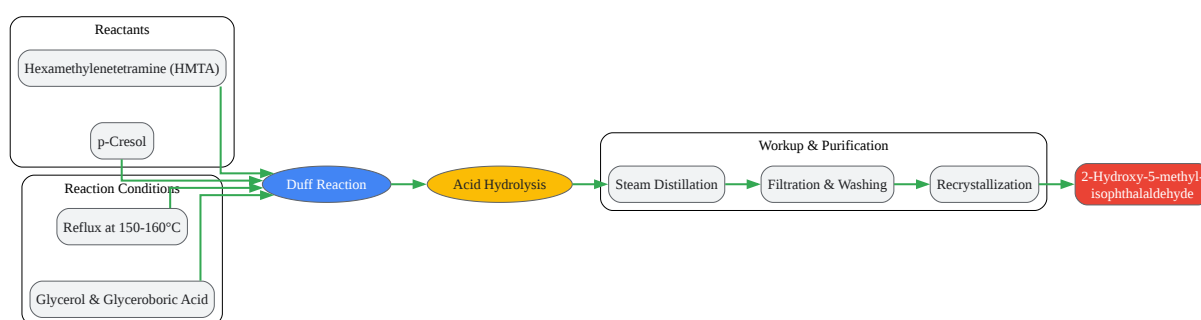 Reactants
Hexamethylenetetramine (HMTA)
p-Cresol
Reaction Conditions
Reflux at 150-160°C
Glycerol & Glyceroboric Acid
Duff Reaction
Acid Hydrolysis
Workup & Purification
Steam Distillation
Filtration & Washing
Recrystallization
2-Hydroxy-5-methyl-
isophthalaldehyde